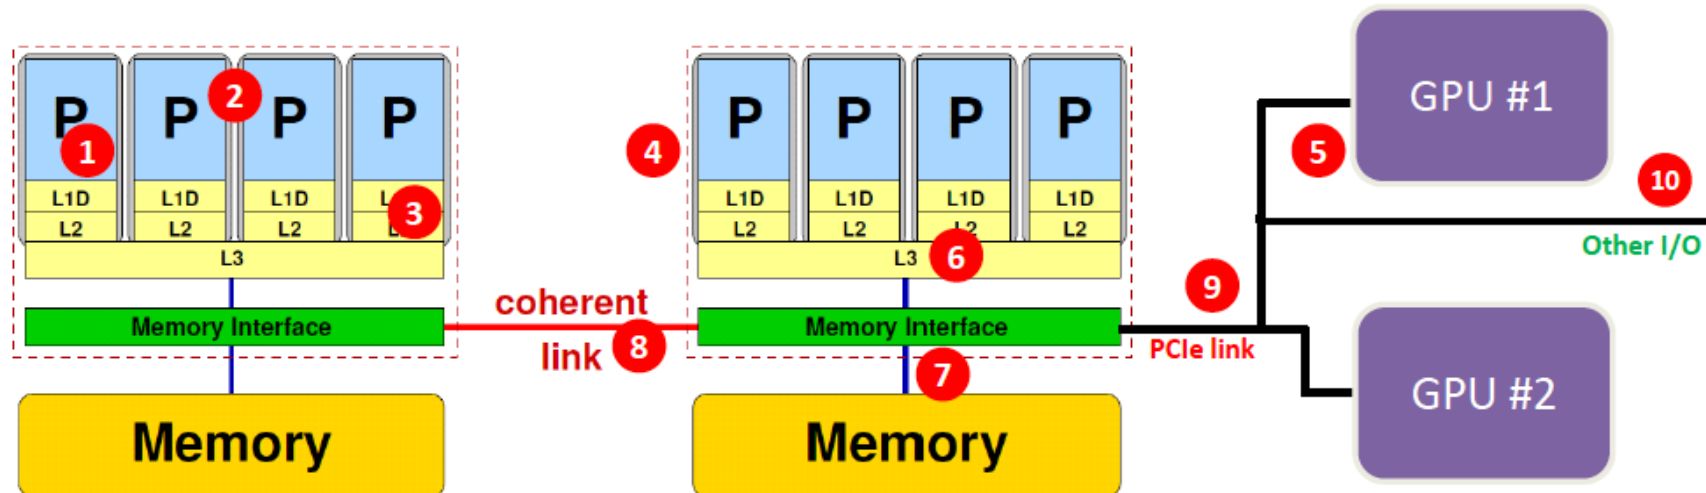 P P P P
1 2
L1D L1D L1D
3
L2 L2 L2
L3
Memory Interface
Memory
coherent
link
8
4
P P P P
L1D L1D L1D L1D
L2 L2 L2 L2
L3 6
Memory Interface
7
Memory
9
PCIe link
5
GPU #1
10
Other I/O
GPU #2